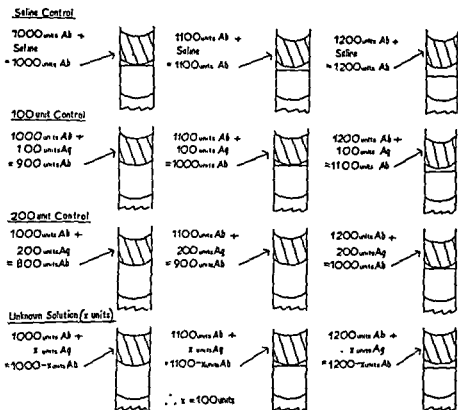 Saline Control
1000 units Ab + 1100 units Ab + 1200 units Ab +
Saline Saline Saline
= 1000 units Ab = 1100 units Ab = 1200 units Ab
100 unit Control
1000 units Ab + 1100 units Ab + 1200 units Ab +
100 units Ag 100 units Ag 100 units Ag
= 900 units Ab = 1000 units Ab = 1100 units Ab
200 unit Control
1000 units Ab + 1100 units Ab + 1200 units Ab +
200 units Ag 200 units Ag 200 units Ag
= 800 units Ab = 900 units Ab = 1000 units Ab
Unknown Solution (x units)
1000 units Ab + 1100 units Ab + 1200 units Ab +
x units Ag x units Ag x units Ag
= 1000-x units Ab = 1100-x units Ab = 1200-x units Ab
∴ x = 100 units